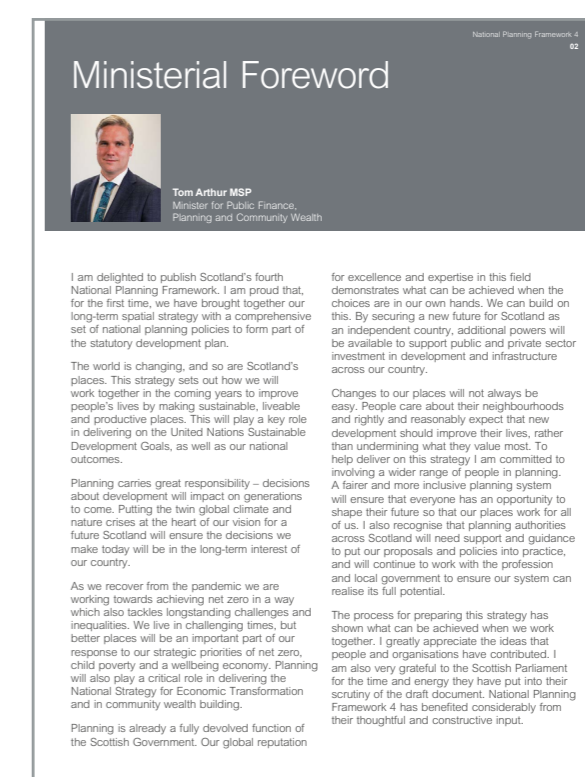 National Planning Framework 4
02
Ministerial Foreword
Tom Arthur MSP
Minister for Public Finance,
Planning and Community Wealth
I am delighted to publish Scotland's fourth
National Planning Framework. I am proud that,
for the first time, we have brought together our
long-term spatial strategy with a comprehensive
set of national planning policies to form part of
the statutory development plan.
The world is changing, and so are Scotland's
places. This strategy sets out how we will
work together in the coming years to improve
people's lives by making sustainable, liveable
and productive places. This will play a key role
in delivering on the United Nations Sustainable
Development Goals, as well as our national
outcomes.
Planning carries great responsibility – decisions
about development will impact on generations
to come. Putting the twin global climate and
nature crises at the heart of our vision for a
future Scotland will ensure the decisions we
make today will be in the long-term interest of
our country.
As we recover from the pandemic we are
working towards achieving net zero in a way
which also tackles longstanding challenges and
inequalities. We live in challenging times, but
better places will be an important part of our
response to our strategic priorities of net zero,
child poverty and a wellbeing economy. Planning
will also play a critical role in delivering the
National Strategy for Economic Transformation
and in community wealth building.
Planning is already a fully devolved function of
the Scottish Government. Our global reputation
for excellence and expertise in this field
demonstrates what can be achieved when the
choices are in our own hands. We can build on
this. By securing a new future for Scotland as
an independent country, additional powers will
be available to support public and private sector
investment in development and infrastructure
across our country.
Changes to our places will not always be
easy. People care about their neighbourhoods
and rightly and reasonably expect that new
development should improve their lives, rather
than undermining what they value most. To
help deliver on this strategy I am committed to
involving a wider range of people in planning.
A fairer and more inclusive planning system
will ensure that everyone has an opportunity to
shape their future so that our places work for all
of us. I also recognise that planning authorities
across Scotland will need support and guidance
to put our proposals and policies into practice,
and will continue to work with the profession
and local government to ensure our system can
realise its full potential.
The process for preparing this strategy has
shown what can be achieved when we work
together. I greatly appreciate the ideas that
people and organisations have contributed. I
am also very grateful to the Scottish Parliament
for the time and energy they have put into their
scrutiny of the draft document. National Planning
Framework 4 has benefited considerably from
their thoughtful and constructive input.